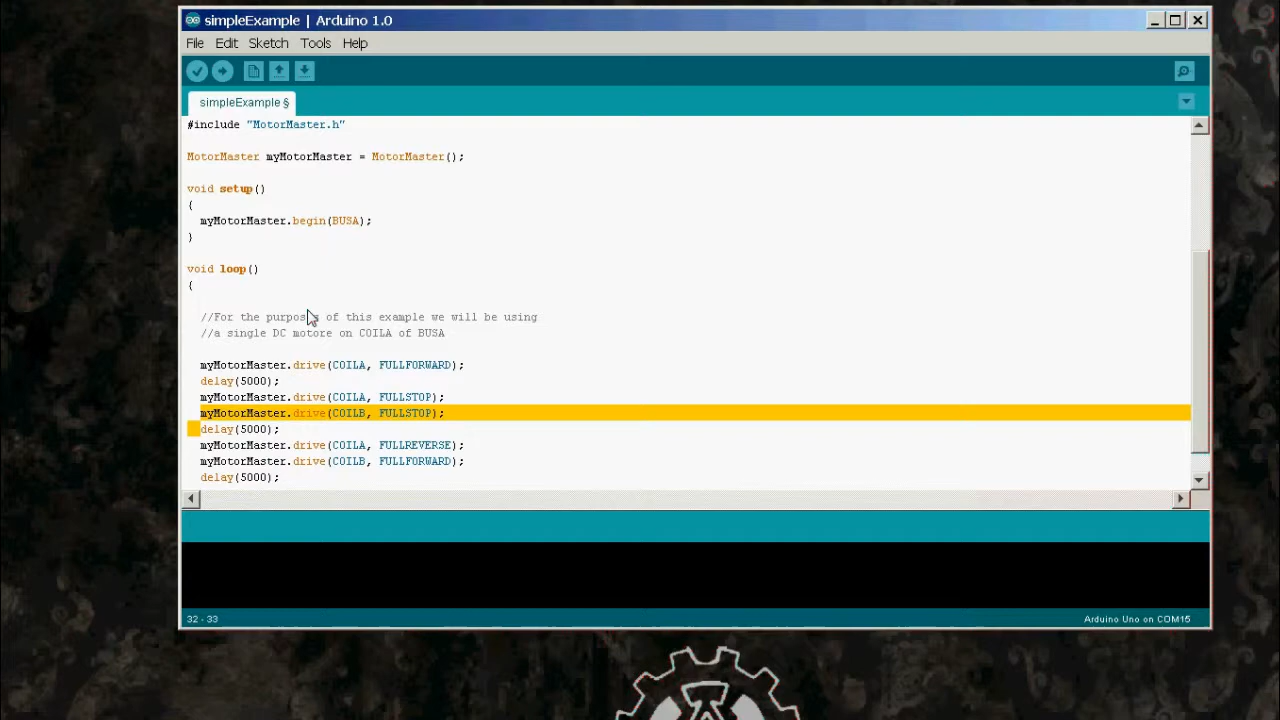 simpleExample | Arduino 1.0
File Edit Sketch Tools Help
simpleExample §
#include "MotorMaster.h"
MotorMaster myMotorMaster = MotorMaster();
void setup()
{
myMotorMaster.begin(BUSA);
}
void loop()
{
//For the purposes of this example we will be using
//a single DC motore on COILA of BUSA
myMotorMaster.drive(COILA, FULLFORWARD);
delay(5000);
myMotorMaster.drive(COILA, FULLSTOP);
myMotorMaster.drive(COILB, FULLSTOP);
delay(5000);
myMotorMaster.drive(COILA, FULLREVERSE);
myMotorMaster.drive(COILB, FULLFORWARD);
delay(5000);
32 - 33
Arduino Uno on COM15